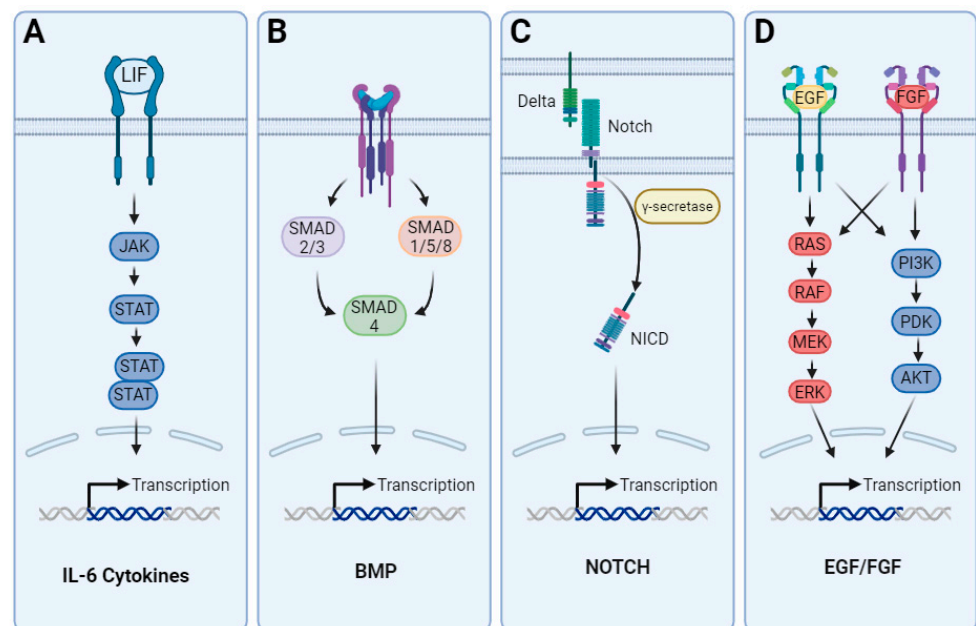 A
LIF
JAK
STAT
STAT
STAT
Transcription
IL-6 Cytokines
B
SMAD
2/3
SMAD
1/5/8
SMAD
4
Transcription
BMP
C
Delta
Notch
γ-secretase
NICD
Transcription
NOTCH
D
EGF
FGF
RAS
PI3K
RAF
PDK
MEK
AKT
ERK
Transcription
EGF/FGF